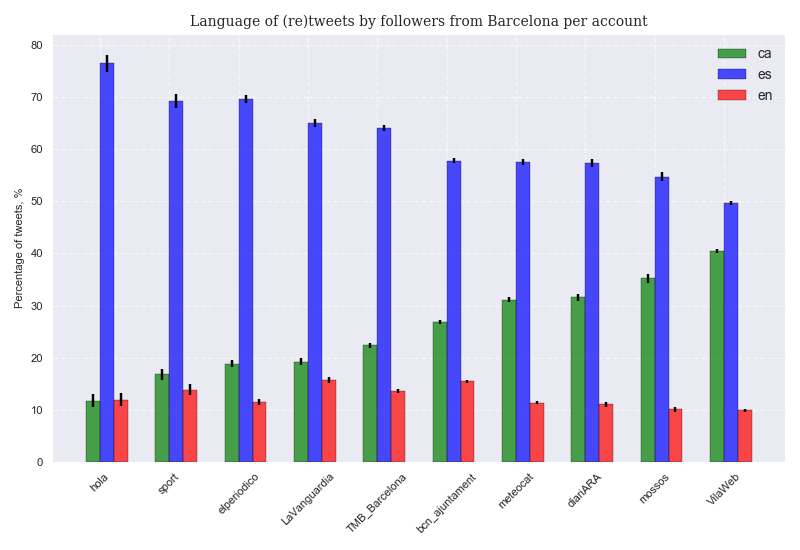 Language of (re)tweets by followers from Barcelona per account
ca
es
en
Percentage of tweets, %
80
70
60
50
40
30
20
10
0
hola
sport
elperiodico
LaVanguardia
TMB_Barcelona
bcn_ajuntament
meteocat
diariARA
mossos
VilaWeb